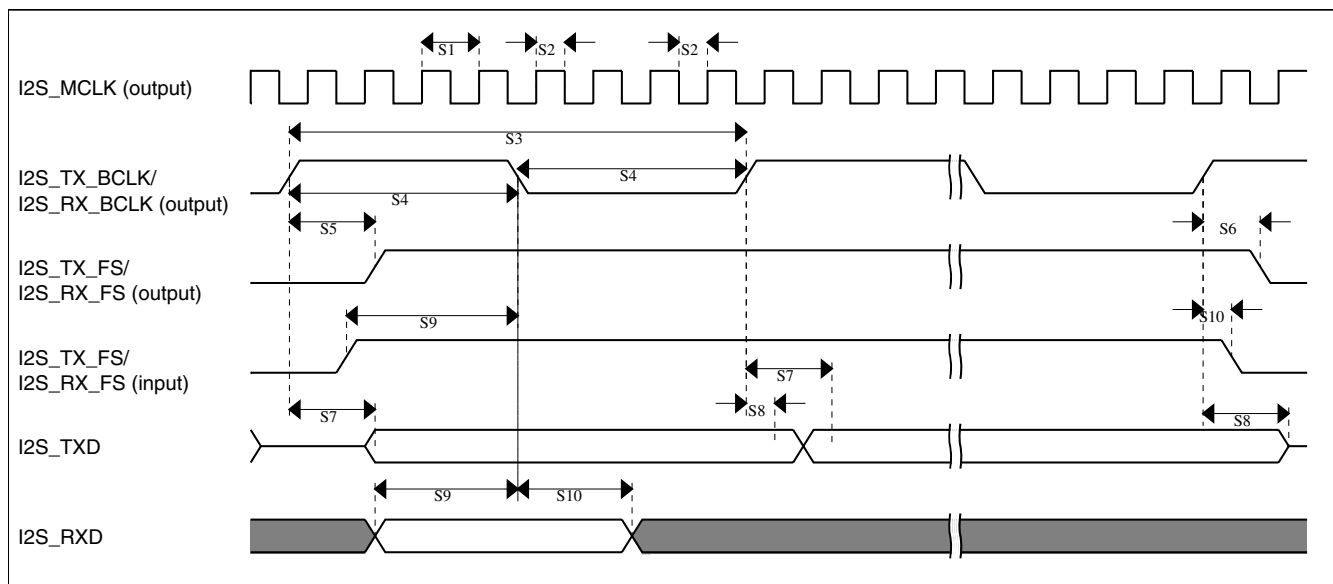 S1
S2
S2
I2S_MCLK (output)
S3
I2S_TX_BCLK/
I2S_RX_BCLK (output)
S4
S4
S5
S6
I2S_TX_FS/
I2S_RX_FS (output)
S9
S10
I2S_TX_FS/
I2S_RX_FS (input)
S7
S7
S8
S8
I2S_TXD
S9
S10
I2S_RXD